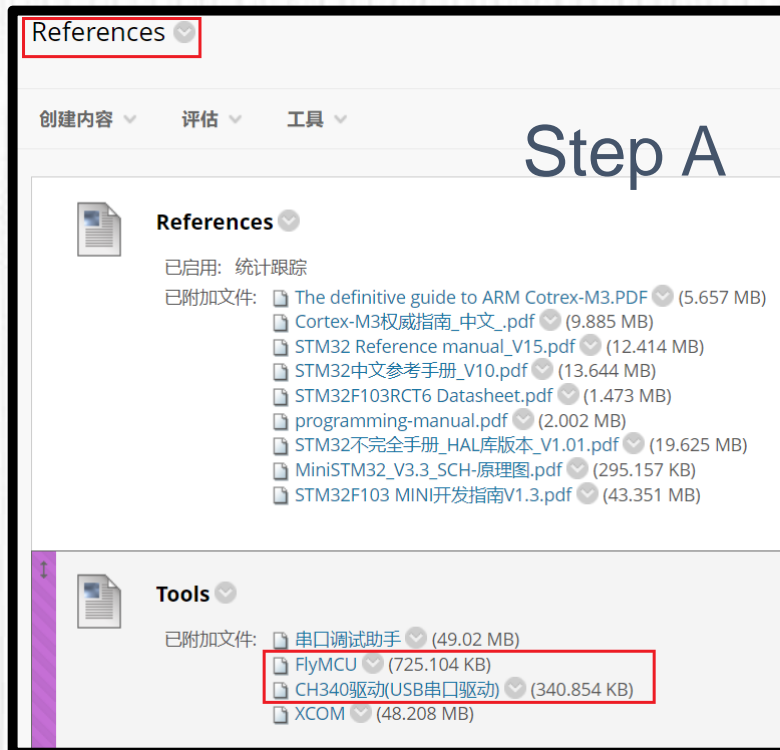 References
创建内容 评估 工具
Step A
References
已启用: 统计跟踪
已附加文件: The definitive guide to ARM Cotrex-M3.PDF (5.657 MB)
Cortex-M3权威指南_中文_.pdf (9.885 MB)
STM32 Reference manual_V15.pdf (12.414 MB)
STM32中文参考手册_V10.pdf (13.644 MB)
STM32F103RCT6 Datasheet.pdf (1.473 MB)
programming-manual.pdf (2.002 MB)
STM32不完全手册_HAL库版本_V1.01.pdf (19.625 MB)
MiniSTM32_V3.3_SCH-原理图.pdf (295.157 KB)
STM32F103 MINI开发指南V1.3.pdf (43.351 MB)
Tools
已附加文件: 串口调试助手 (49.02 MB)
FlyMCU (725.104 KB)
CH340驱动(USB串口驱动) (340.854 KB)
XCOM (48.208 MB)